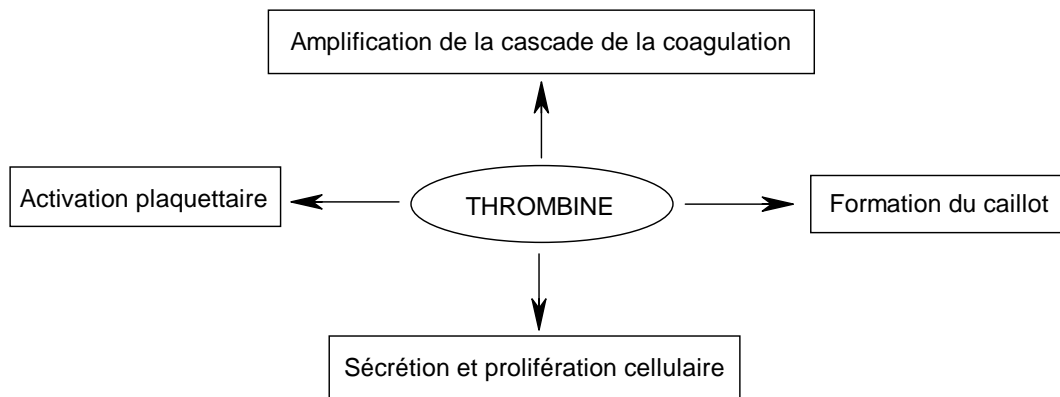 Amplification de la cascade de la coagulation
Activation plaquettaire
THROMBINE
Formation du caillot
Sécrétion et prolifération cellulaire